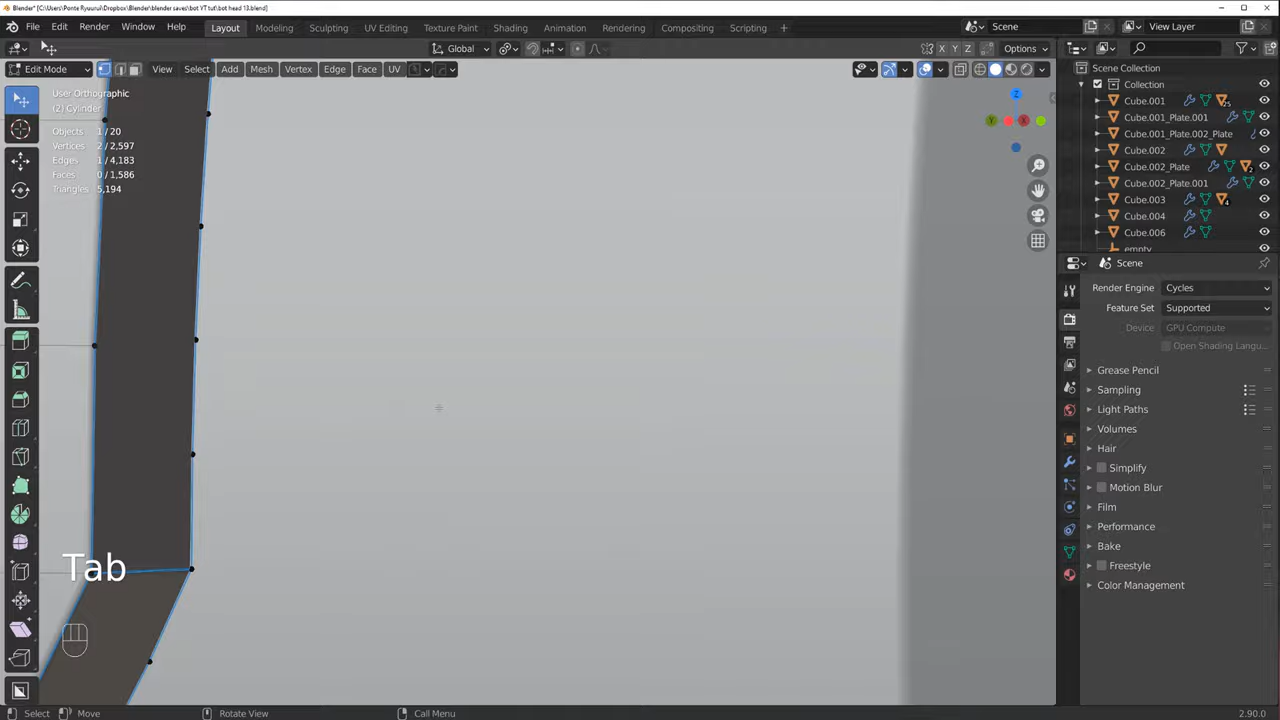 Blender* [C:\Users\Ponte Ryuurui\Dropbox\Blender\blender saves\bot YT tut\bot head 13.blend]
File Edit Render Window Help Layout Modeling Sculpting UV Editing Texture Paint Shading Animation Rendering Compositing Scripting + Scene View Layer
Global X Y Z Options
Edit Mode View Select Add Mesh Vertex Edge Face UV
User Orthographic
(2) Cylinder
Objects 1 / 20
Vertices 2 / 2,597
Edges 1 / 4,183
Faces 0 / 1,586
Triangles 5,194
Z
Y X
Tab
Scene Collection
Collection
Cube.001 25
Cube.001_Plate.001
Cube.001_Plate.002_Plate
Cube.002
Cube.002_Plate 2
Cube.002_Plate.001
Cube.003 4
Cube.004
Cube.006
empty
Scene
Render Engine Cycles
Feature Set Supported
Device GPU Compute
Open Shading Langu...
Grease Pencil
Sampling
Light Paths
Volumes
Hair
Simplify
Motion Blur
Film
Performance
Bake
Freestyle
Color Management
Select Move Rotate View Call Menu 2.90.0